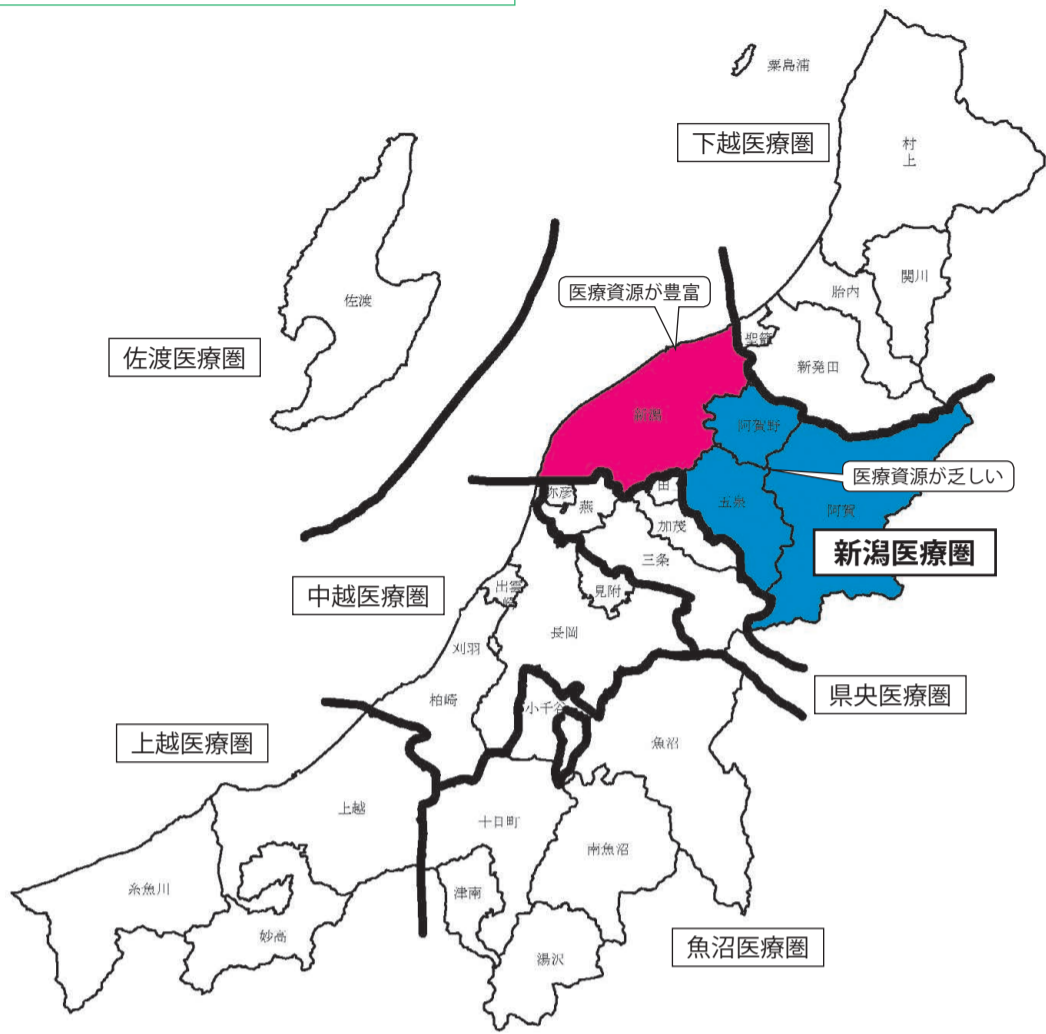 粟島浦
下越医療圏
村上
関川
胎内
医療資源が豊富
佐渡
聖籠
新発田
佐渡医療圏
新潟
阿賀野
医療資源が乏しい
弥彦
燕
田
五泉
阿賀
加茂
新潟医療圏
三条
中越医療圏
出雲崎
見附
長岡
刈羽
県央医療圏
柏崎
小千谷
上越医療圏
魚沼
上越
十日町
南魚沼
糸魚川
津南
妙高
魚沼医療圏
湯沢